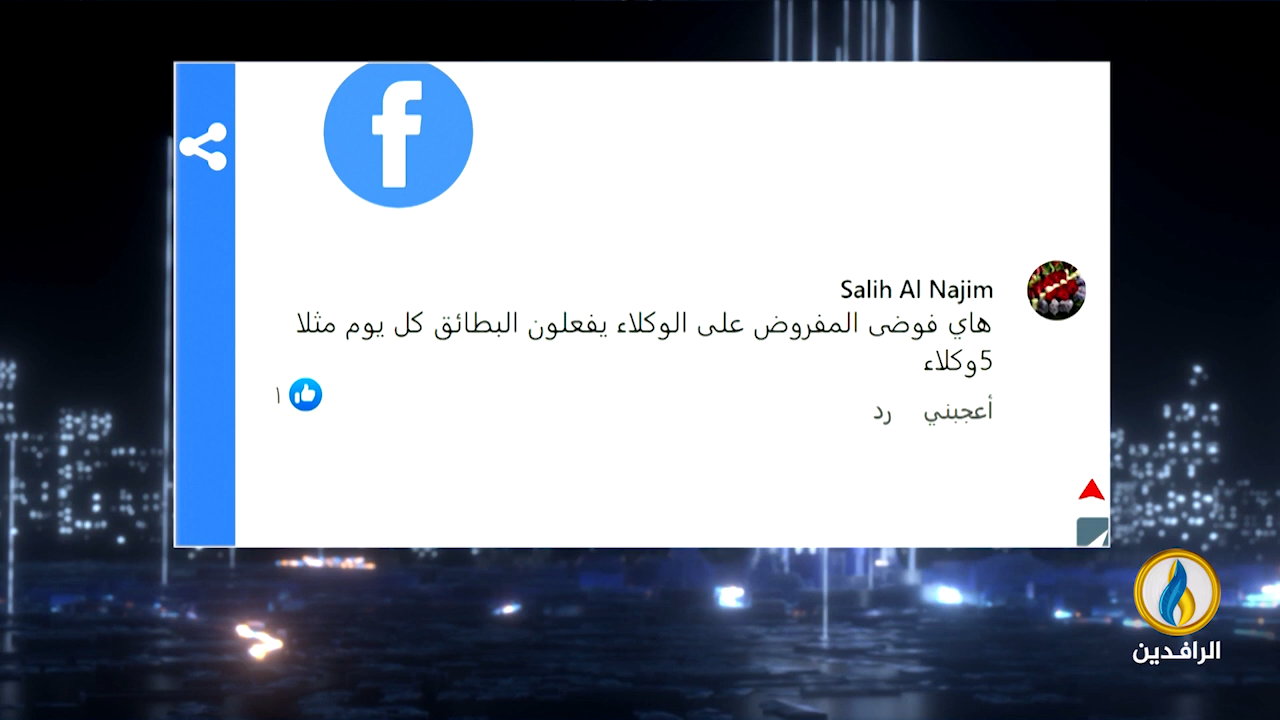 f
Salih Al Najim
هاي فوضى المفروض على الوكلاء يفعلون البطائق كل يوم مثلا
5وكلاء
١
أعجبني رد
الرافدين